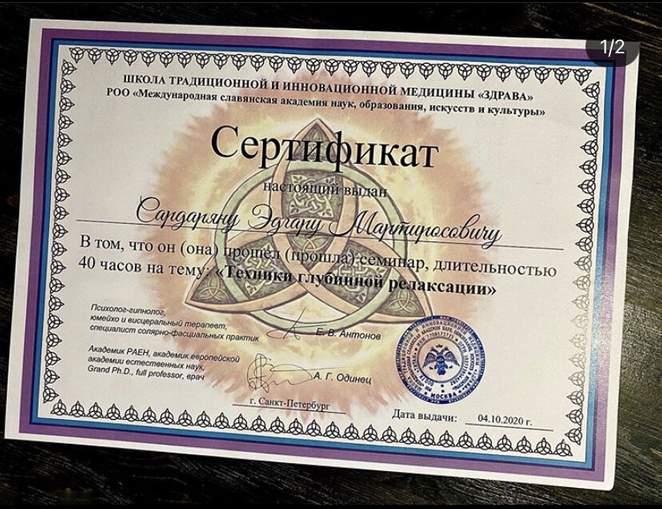 1/2
ШКОЛА ТРАДИЦИОННОЙ И ИННОВАЦИОННОЙ МЕДИЦИНЫ «ЗДРАВА»
РОО «Международная славянская академия наук, образования, искусств и культуры»
Сертификат
настоящий выдан
Сардаряну Эдгару Мартиросовичу
В том, что он (она) прошел (прошла) семинар, длительностью
40 часов на тему: «Техники глубинной релаксации»
Психолог-гипнолог,
юмейхо и висцеральный терапевт,
специалист солярно-фасциальных практик
Е. В. Антонов
Академик РАЕН, академик европейской
академии естественных наук,
Grand Ph.D., full professor, врач
А. Г. Одинец
г. Санкт-Петербург
Дата выдачи: 04.10.2020 г.
МОСКВА